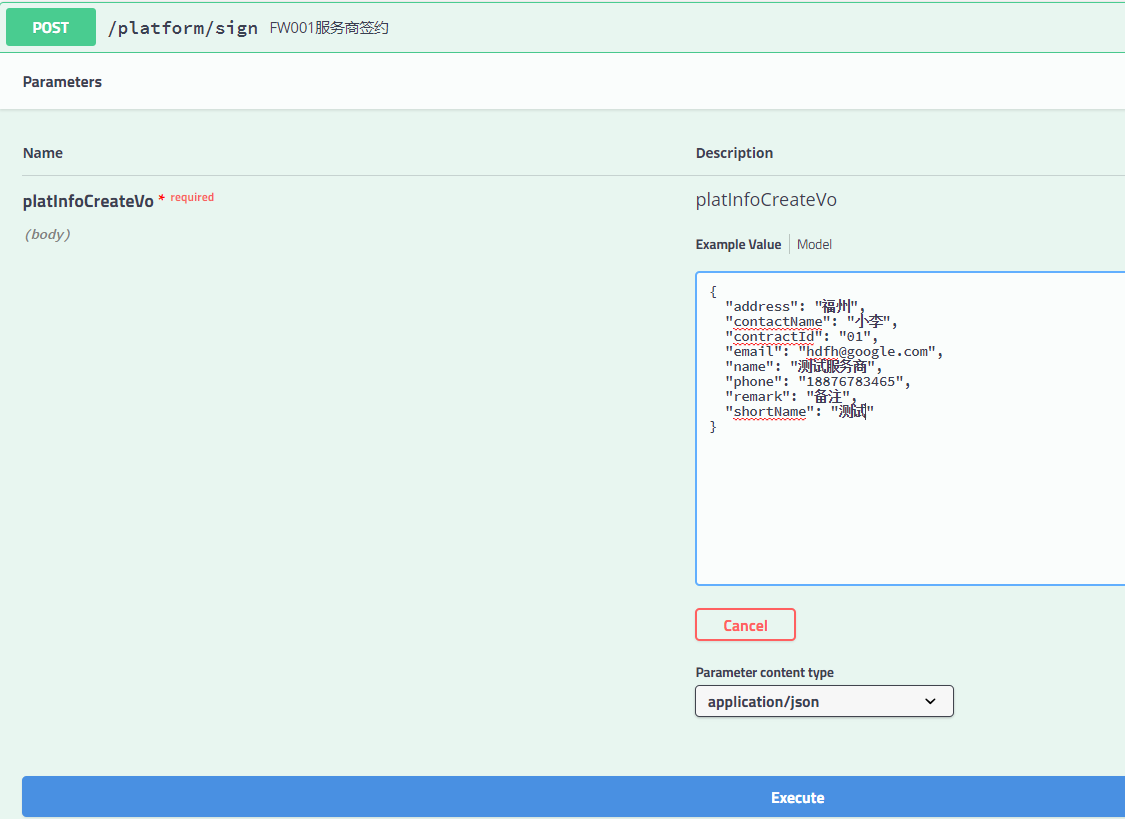 POST /platform/sign FW001服务商签约
Parameters
Name Description
platInfoCreateVo * required platInfoCreateVo
(body)
Example Value Model
{
"address": "福州",
"contactName": "小李",
"contractId": "01",
"email": "hdfh@google.com",
"name": "测试服务商",
"phone": "18876783465",
"remark": "备注",
"shortName": "测试"
}
Cancel
Parameter content type
application/json
Execute